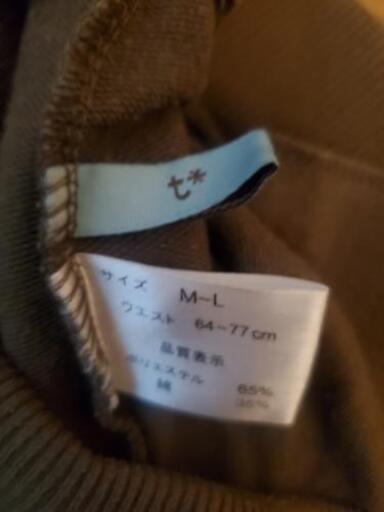 t*
サイズ M~L
ウエスト 64~77cm
品質表示
ポリエステル 65%
綿 35%